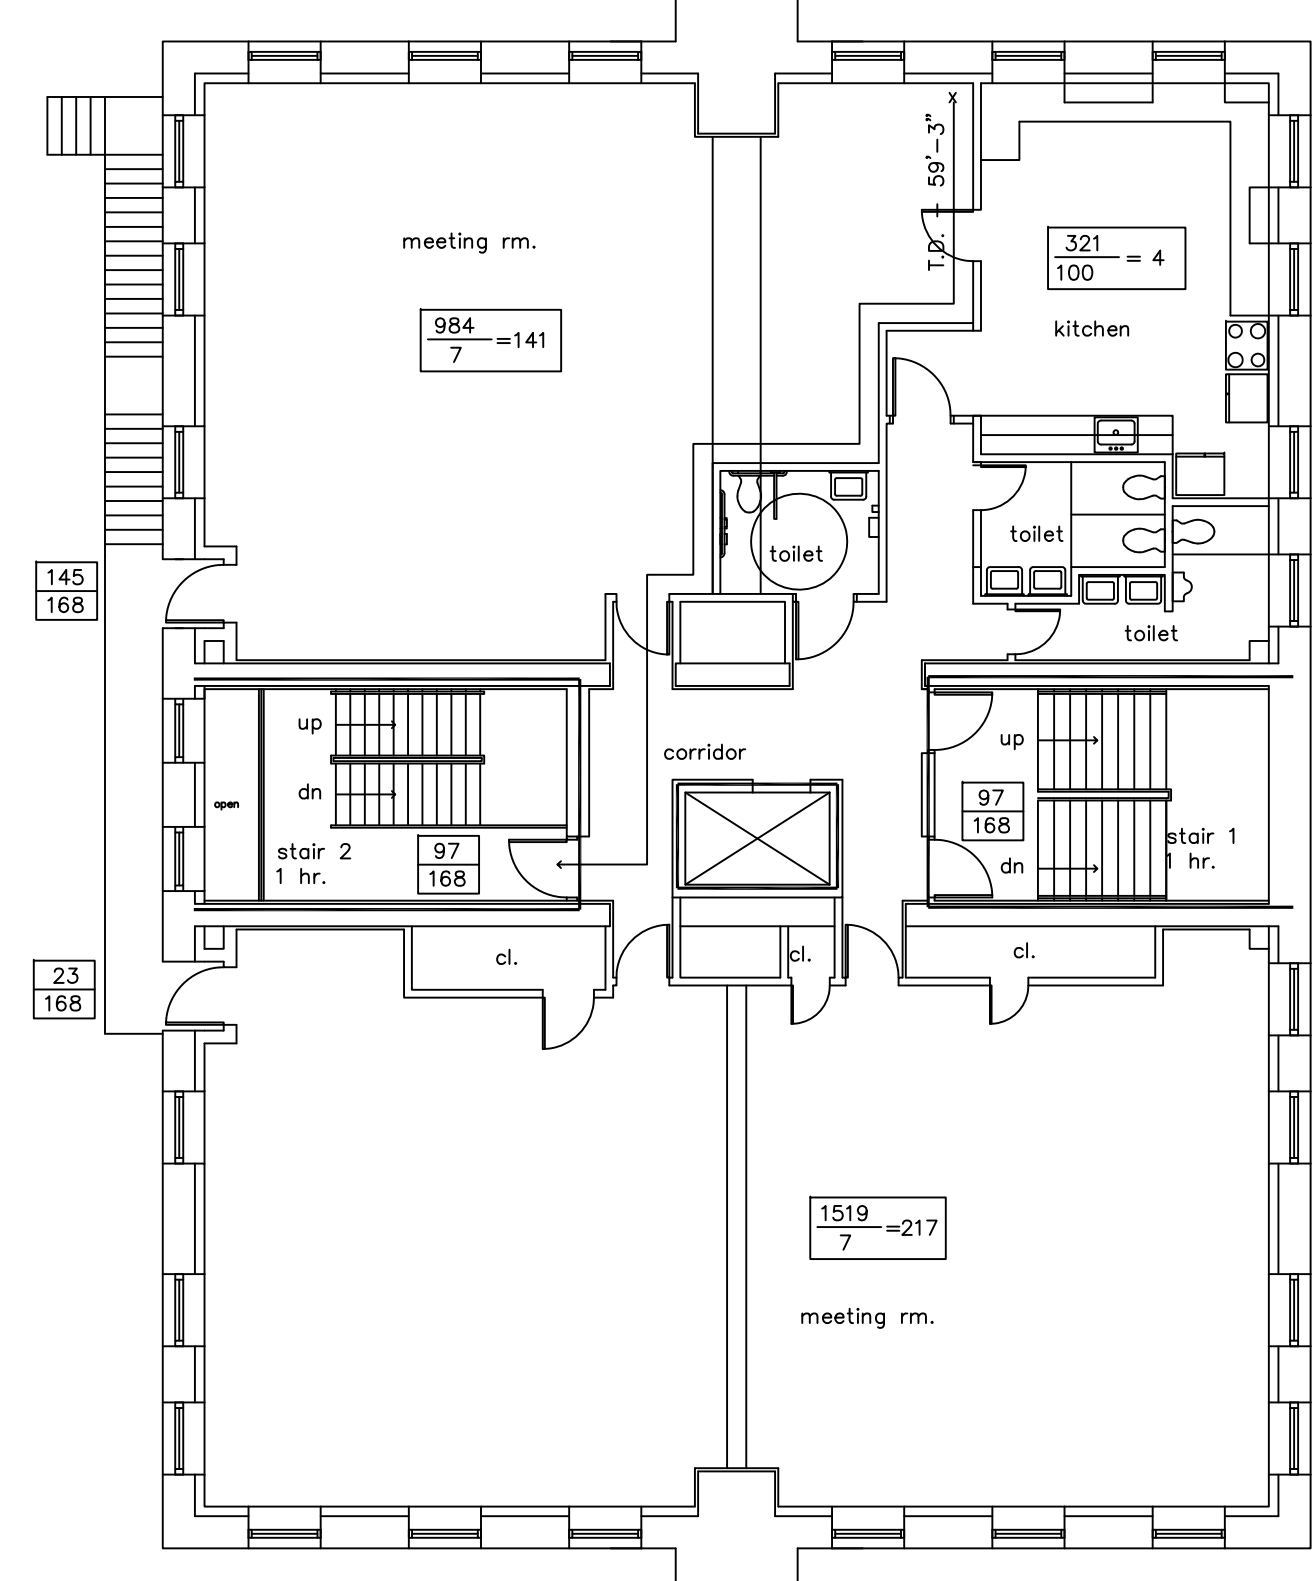 x
T.D. - 59'-3"
meeting rm.
321
100
= 4
984
7
=141
kitchen
toilet
toilet
145
168
toilet
up
corridor
up
dn
open
97
168
97
168
stair 1
1 hr.
stair 2
1 hr.
dn
cl.
cl.
cl.
23
168
1519
7
=217
meeting rm.